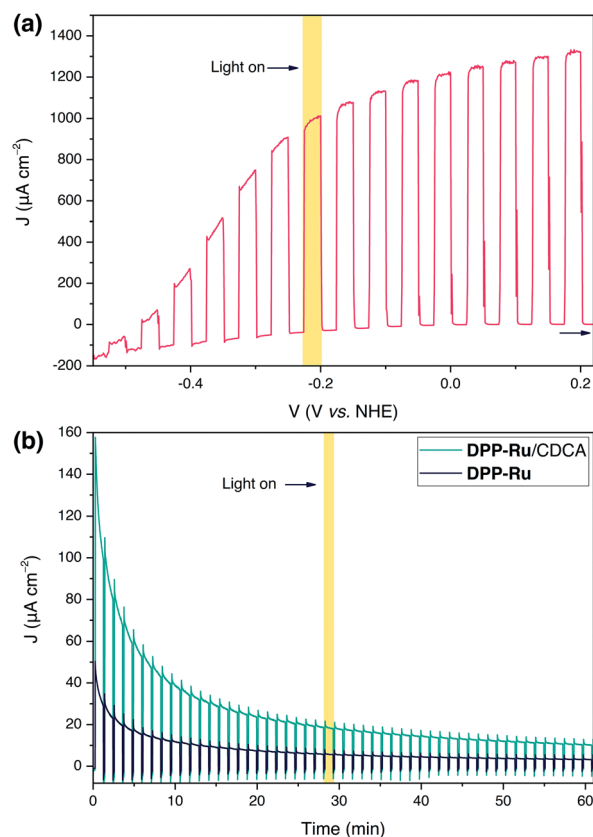 (a)
1400
1200
1000
800
600
400
200
0
-200
J (µA cm⁻²)
Light on
-0.4
-0.2
0.0
0.2
V (V vs. NHE)
(b)
160
140
120
100
80
60
40
20
0
J (µA cm⁻²)
DPP-Ru/CDCA
DPP-Ru
Light on
0
10
20
30
40
50
60
Time (min)